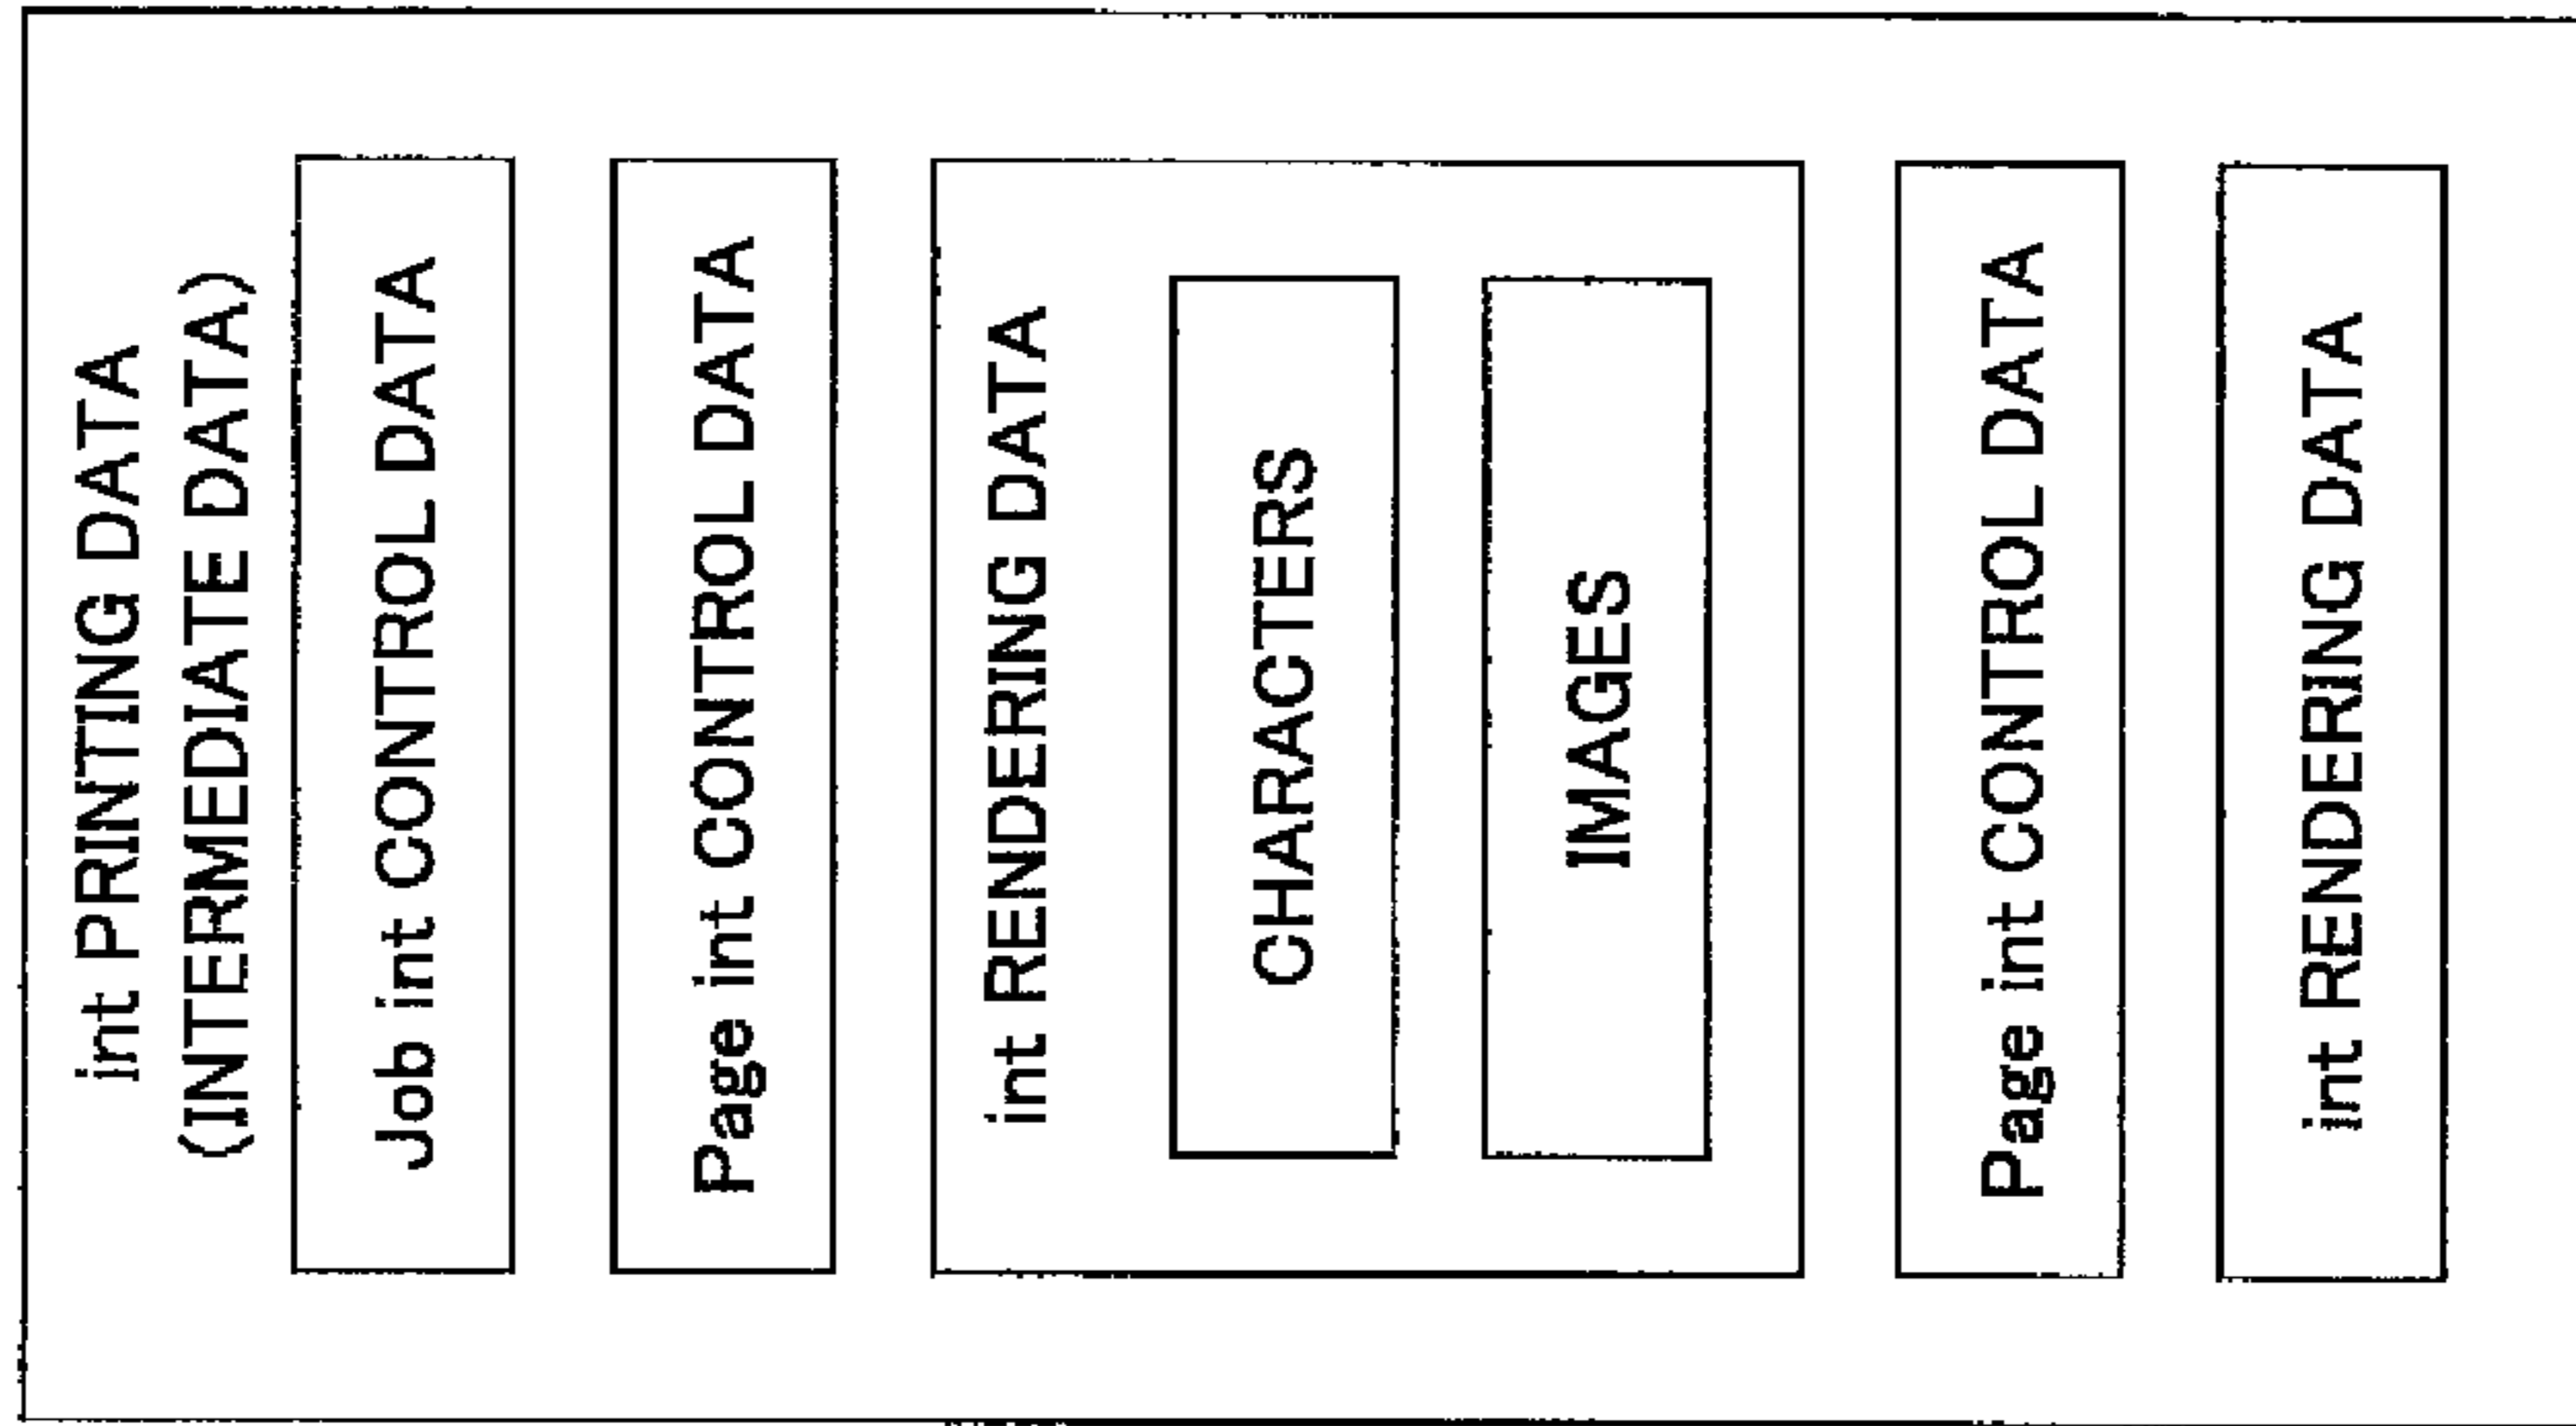 int PRINTING DATA
(INTERMEDIATE DATA)
Job int CONTROL DATA
Page int CONTROL DATA
int RENDERING DATA
CHARACTERS
IMAGES
Page int CONTROL DATA
int RENDERING DATA